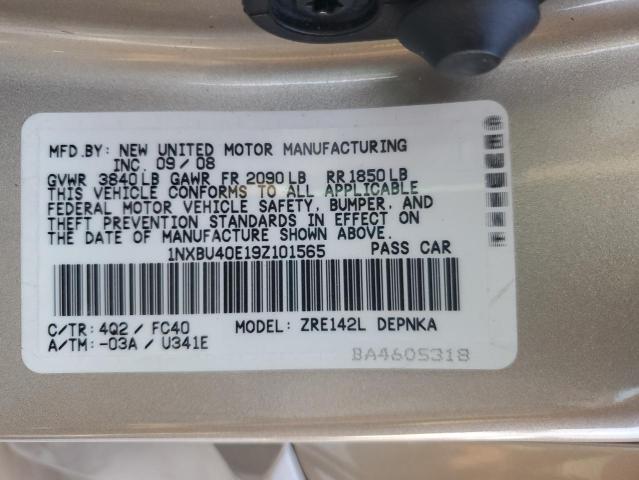 MFD.BY: NEW UNITED MOTOR MANUFACTURING
INC. 09/08
GVWR 3840LB GAWR FR 2090LB RR1850LB
THIS VEHICLE CONFORMS TO ALL APPLICABLE
FEDERAL MOTOR VEHICLE SAFETY, BUMPER, AND
THEFT PREVENTION STANDARDS IN EFFECT ON
THE DATE OF MANUFACTURE SHOWN ABOVE.
1NXBU40E19Z101565 PASS CAR
C/TR: 4Q2 / FC40 MODEL: ZRE142L DEPNKA
A/TM: -03A / U341E
BA4605318